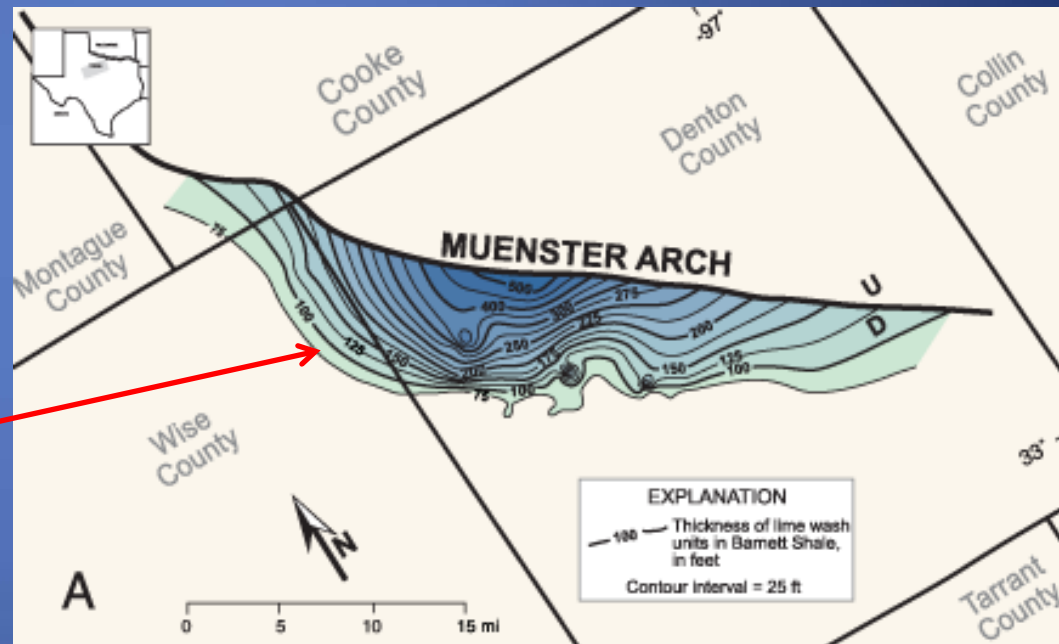 Cooke
County
-97°
Collin
County
Denton
County
Montague
County
75
MUENSTER ARCH
U
D
500
400
300
275
225
250
200
200
175
100
125
150
150
125
100
75
100
Wise
County
33°
N
EXPLANATION
100
Thickness of lime wash
units in Barnett Shale,
in feet
Contour interval = 25 ft
A
0 5 10 15 mi
Tarrant
County